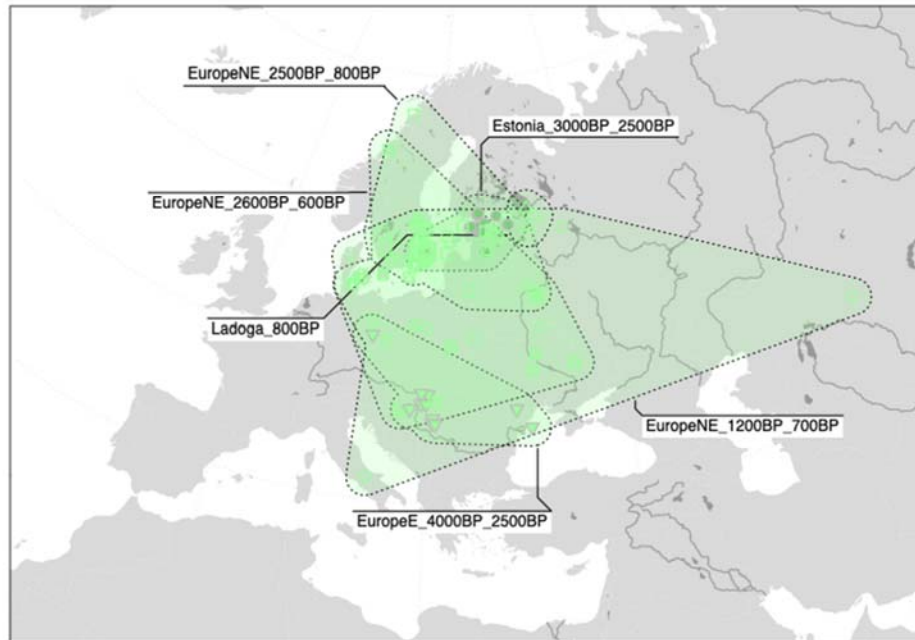 EuropeNE_2500BP_800BP
Estonia_3000BP_2500BP
EuropeNE_2600BP_600BP
Ladoga_800BP
EuropeNE_1200BP_700BP
EuropeE_4000BP_2500BP